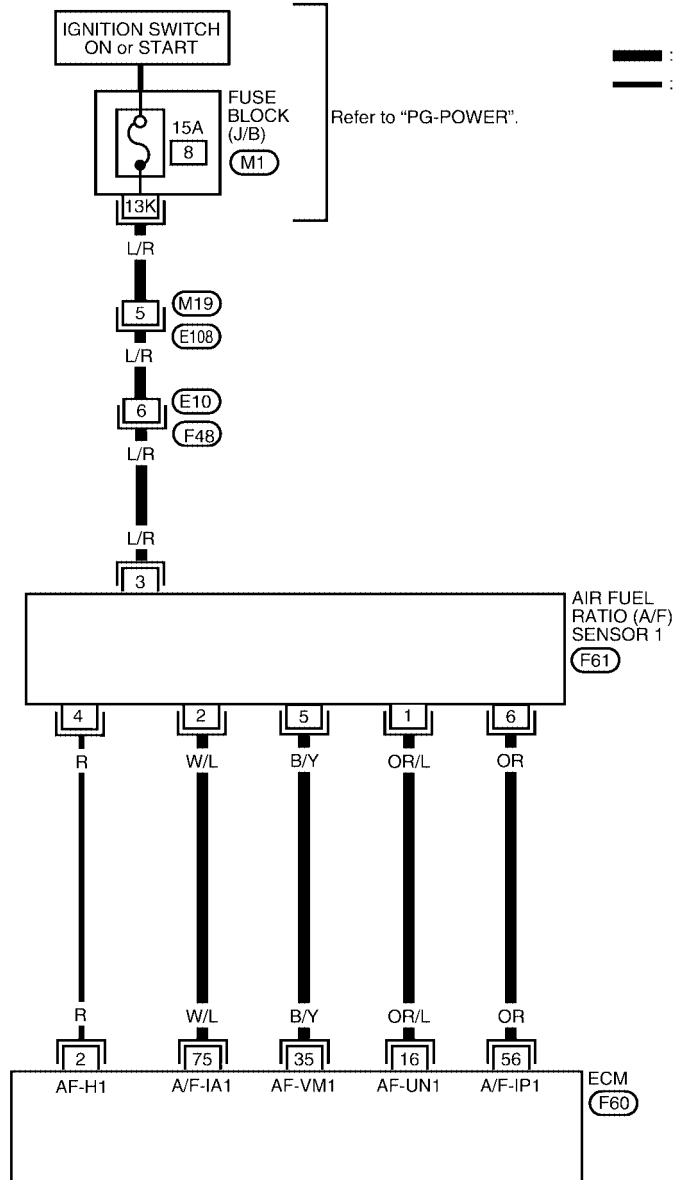 IGNITION SWITCH
ON or START
FUSE
BLOCK
(J/B)
15A
8
M1
Refer to "PG-POWER".
:
:
13K
L/R
5
M19
E108
L/R
6
E10
F48
L/R
L/R
3
AIR FUEL
RATIO (A/F)
SENSOR 1
F61
4 2 5 1 6
R W/L B/Y OR/L OR
R W/L B/Y OR/L OR
2 75 35 16 56
AF-H1 A/F-IA1 AF-VM1 AF-UN1 A/F-IP1
ECM
F60